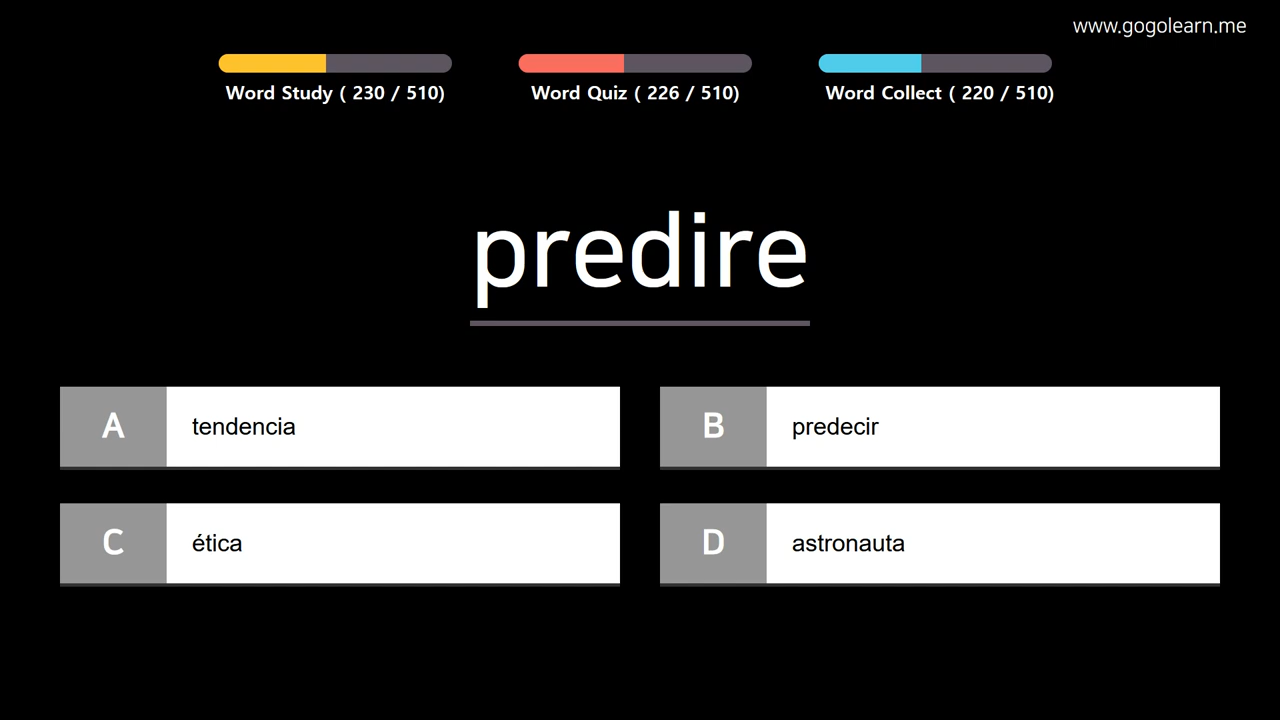 www.gogolearn.me
Word Study ( 230 / 510)
Word Quiz ( 226 / 510)
Word Collect ( 220 / 510)
predire
A tendencia
B predecir
C ética
D astronauta